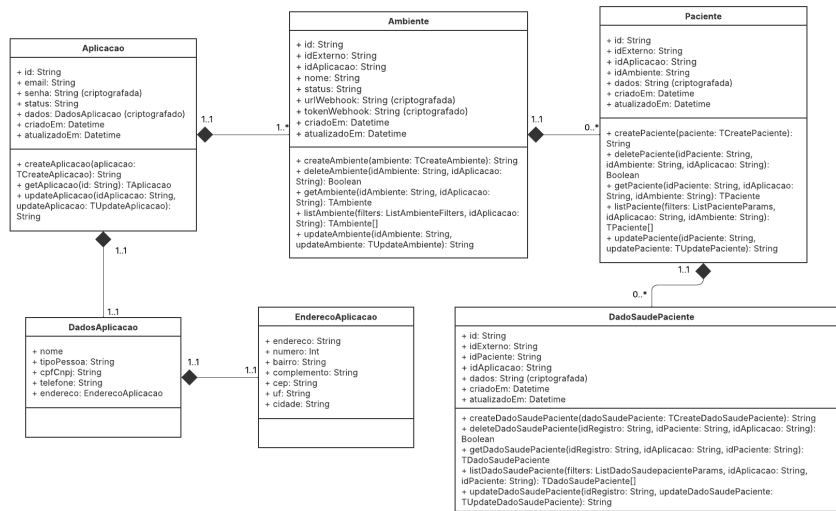 Aplicacao
+ id: String
+ email: String
+ senha: String (criptografada)
+ status: String
+ dados: DadosAplicacao (criptografado)
+ criadoEm: Datetime
+ atualizadoEm: Datetime
+ createAplicacao(aplicacao:
TCreateAplicacao): String
+ getAplicacao(id: String): TAplicacao
+ updateAplicacao(idAplicacao: String,
updateAplicacao: TUpdateAplicacao):
String
1..1
1..*
Ambiente
+ id: String
+ idExterno: String
+ idAplicacao: String
+ nome: String
+ status: String
+ urlWebhook: String (criptografada)
+ tokenWebhook: String (criptografado)
+ criadoEm: Datetime
+ atualizadoEm: Datetime
+ createAmbiente(ambiente: TCreateAmbiente): String
+ deleteAmbiente(idAmbiente: String, idAplicacao:
String): Boolean
+ getAmbiente(idAmbiente: String, idAplicacao:
String): TAmbiente
+ listAmbiente(filters: ListAmbienteFilters, idAplicacao:
String): TAmbiente[]
+ updateAmbiente(idAmbiente: String,
updateAmbiente: TUpdateAmbiente): String
1..1
0..*
Paciente
+ id: String
+ idExterno: String
+ idAplicacao: String
+ idAmbiente: String
+ dados: String (criptografada)
+ criadoEm: Datetime
+ atualizadoEm: Datetime
+ createPaciente(paciente: TCreatePaciente):
String
+ deletePaciente(idPaciente: String,
idAmbiente: String, idAplicacao: String):
Boolean
+ getPaciente(idPaciente: String, idAplicacao:
String, idAmbiente: String): TPaciente
+ listPaciente(filters: ListPacienteParams,
idAplicacao: String, idAmbiente: String):
TPaciente[]
+ updatePaciente(idPaciente: String,
updatePaciente: TUpdatePaciente): String
1..1
1..1
1..1
0..*
DadosAplicacao
+ nome
+ tipoPessoa: String
+ cpfCnpj: String
+ telefone: String
+ endereco: EnderecoAplicacao
1..1
1..1
EnderecoAplicacao
+ endereco: String
+ numero: Int
+ bairro: String
+ complemento: String
+ cep: String
+ uf: String
+ cidade: String
DadoSaudePaciente
+ id: String
+ idExterno: String
+ idPaciente: String
+ idAplicacao: String
+ dados: String (criptografada)
+ criadoEm: Datetime
+ atualizadoEm: Datetime
+ createDadoSaudePaciente(dadoSaudePaciente: TCreateDadoSaudePaciente): String
+ deleteDadoSaudePaciente(idRegistro: String, idPaciente: String, idAplicacao: String):
Boolean
+ getDadoSaudePaciente(idRegistro: String, idAplicacao: String, idPaciente: String):
TDadoSaudePaciente
+ listDadoSaudePaciente(filters: ListDadoSaudepacienteParams, idAplicacao: String,
idPaciente: String): TDadoSaudePaciente[]
+ updateDadoSaudePaciente(idRegistro: String, updateDadoSaudePaciente:
TUpdateDadoSaudePaciente): String